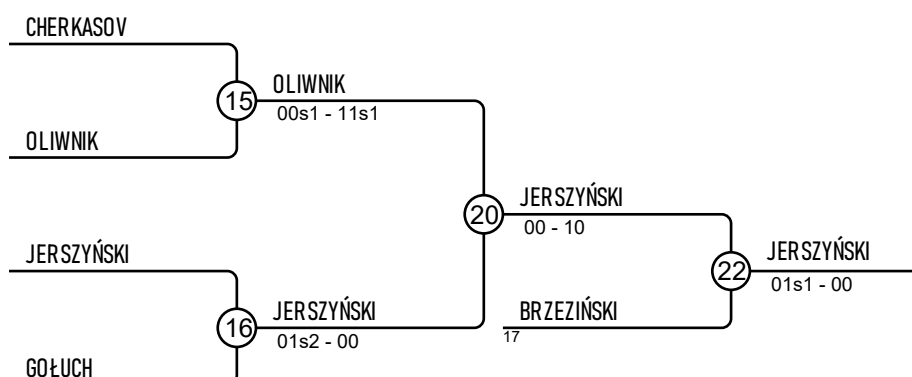 CHERKASOV
15
OLIWNIK
00s1 - 11s1
OLIWNIK
20
JERSZYŃSKI
00 - 10
JERSZYŃSKI
22
JERSZYŃSKI
01s1 - 00
16
JERSZYŃSKI
01s2 - 00
BRZEZIŃSKI
17
GOŁUCH